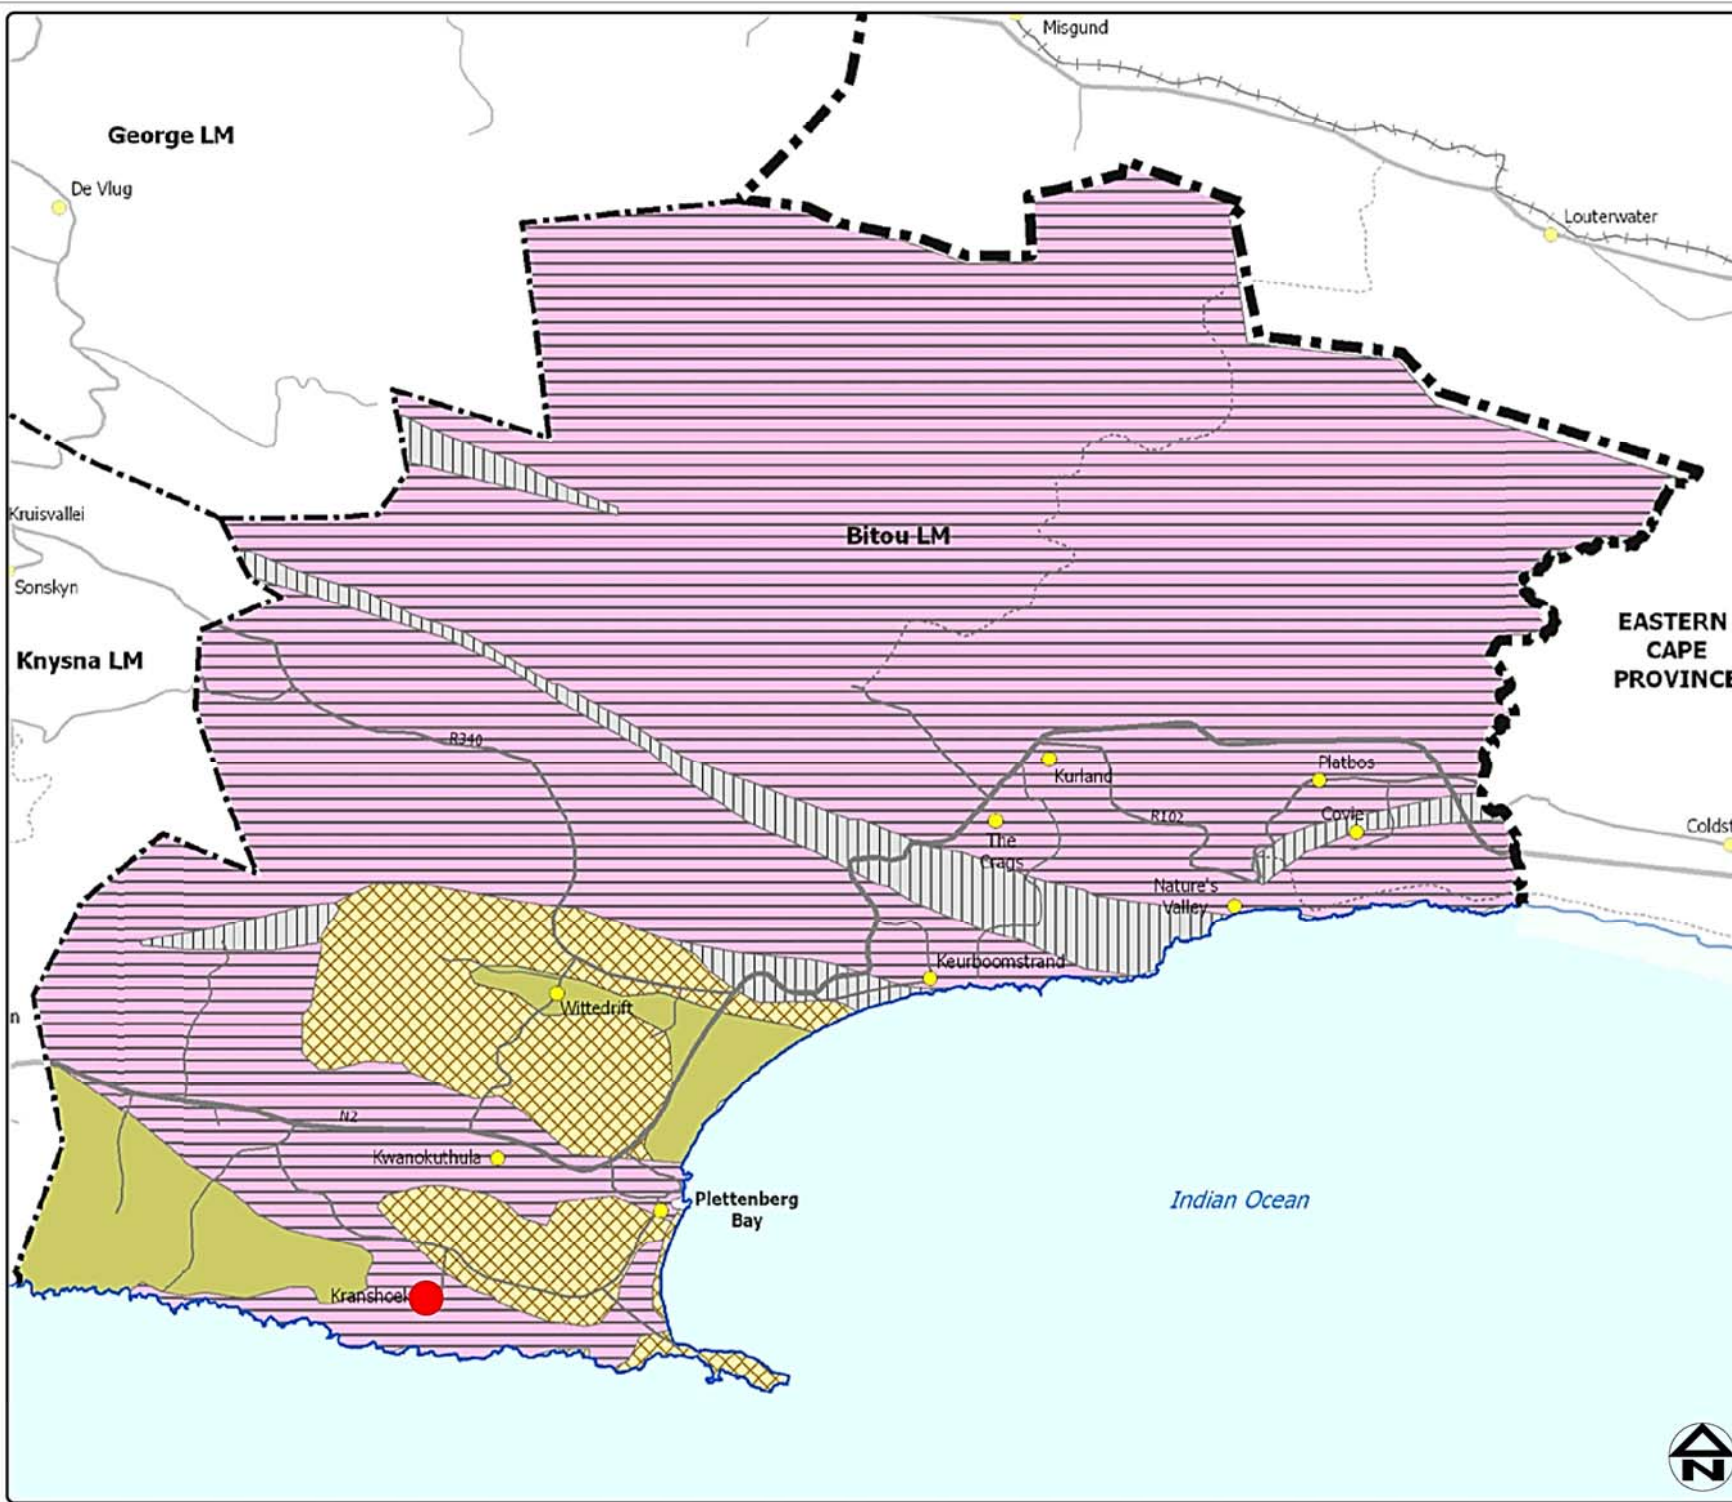 Misgund
George LM
De Vlug
Louterwater
Kruisvallei
Bitou LM
Sonskyn
EASTERN
CAPE
PROVINCE
Knysna LM
R340
Kurland
Platbos
R102
Covie
Coldst
The
Crags
Nature's
Valley
Keurboomstrand
Wittedrift
n
N2
Kwanokuthula
Plettenberg
Bay
Indian Ocean
Kranshoek
N